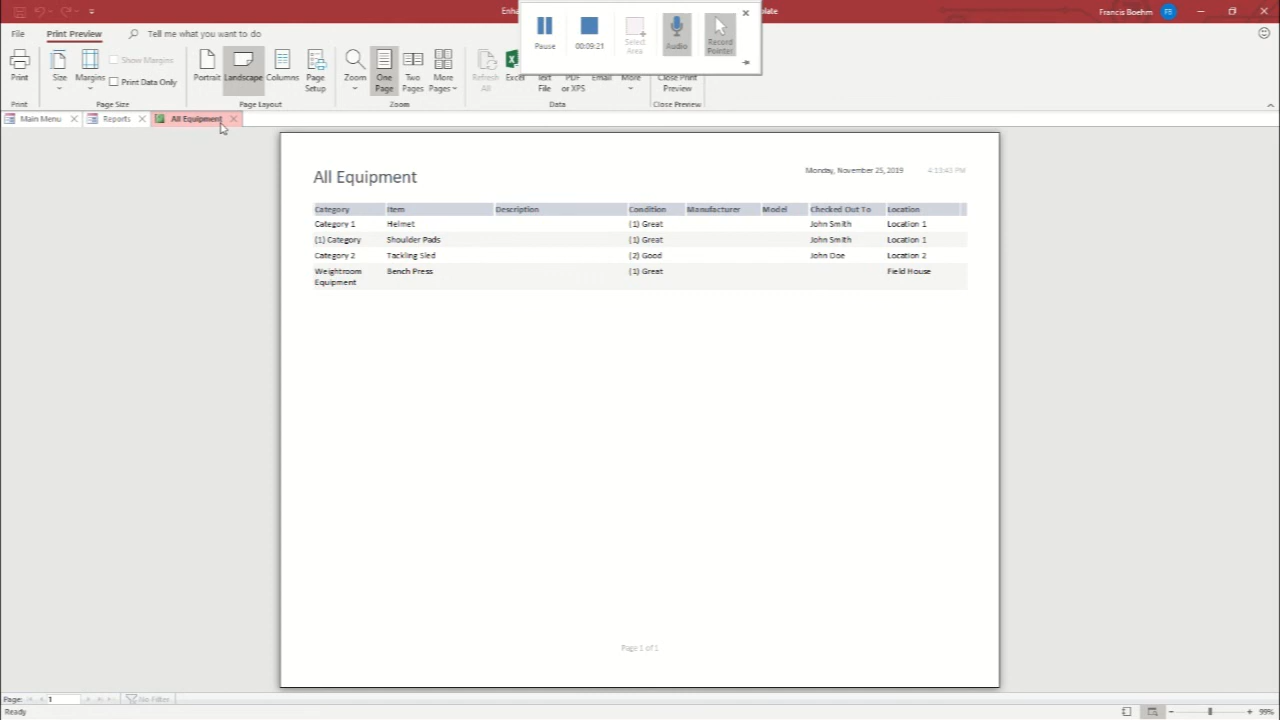 Enha
plate
Francis Boehm
FB
Pause
00:09:21
Select Area
Audio
Record Pointer
File
Print Preview
Tell me what you want to do
Print
Size
Margins
Show Margins
Print Data Only
Portrait
Landscape
Columns
Page Setup
Zoom
One Page
Two Pages
More Pages
Refresh All
Excel
Text File
PDF or XPS
Email
More
Close Print Preview
Print
Page Size
Page Layout
Zoom
Data
Close Preview
Main Menu
Reports
All Equipment
All Equipment
Monday, November 25, 2019
Category Item Description Condition Manufacturer Model Checked Out To Location
Category 1 Helmet (1) Great John Smith Location 1
(1) Category Shoulder Pads (1) Great John Smith Location 1
Category 2 Tackling Sled (2) Good John Doe Location 2
Weightroom Equipment Bench Press (1) Great Field House
Page 1 of 1
Page: 1
No Filter
Ready
99%